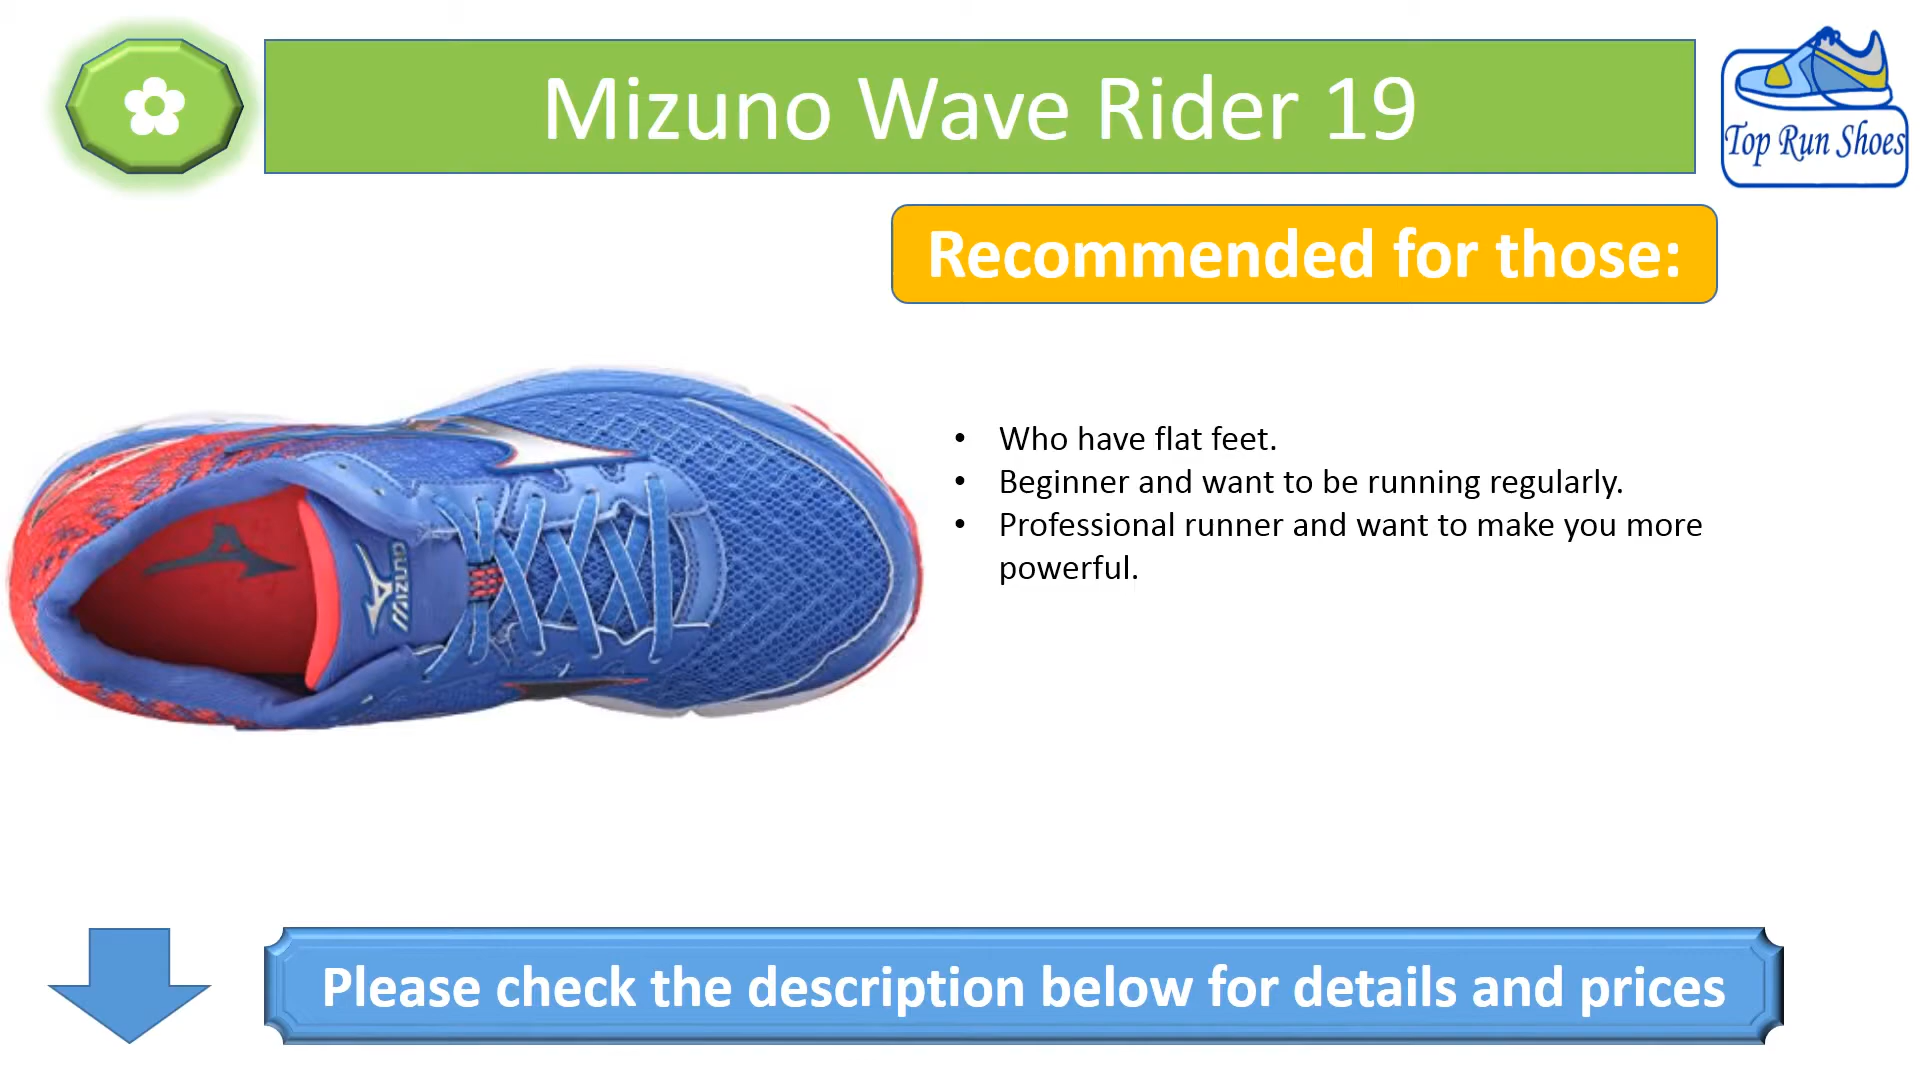 Mizuno Wave Rider 19
Top Run Shoes
Recommended for those:
• Who have flat feet.
• Beginner and want to be running regularly.
• Professional runner and want to make you more
powerful.
MIZUNO
Please check the description below for details and prices